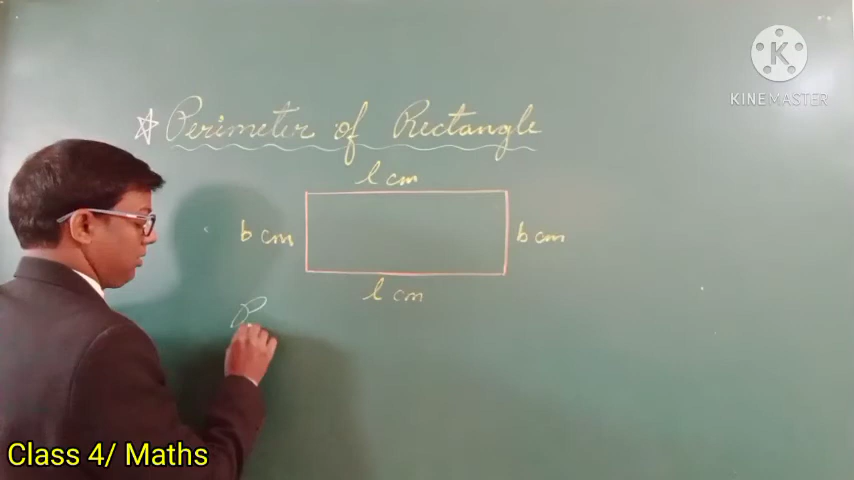 K
KINEMASTER
☆ Perimeter of Rectangle
l cm
b cm
b cm
l cm
P
Class 4/ Maths